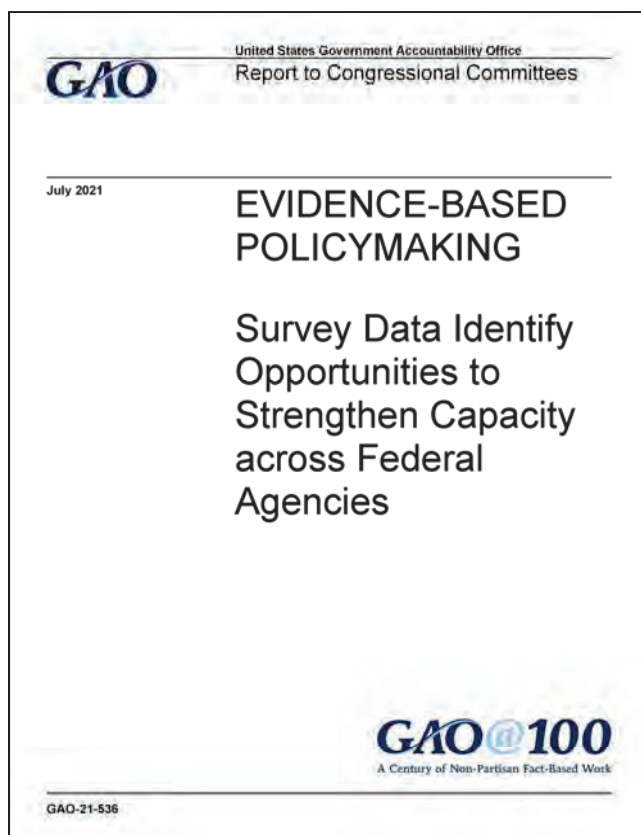 United States Government Accountability Office
GAO
Report to Congressional Committees
July 2021
EVIDENCE-BASED
POLICYMAKING
Survey Data Identify
Opportunities to
Strengthen Capacity
across Federal
Agencies
GAO@100
A Century of Non-Partisan Fact-Based Work
GAO-21-536